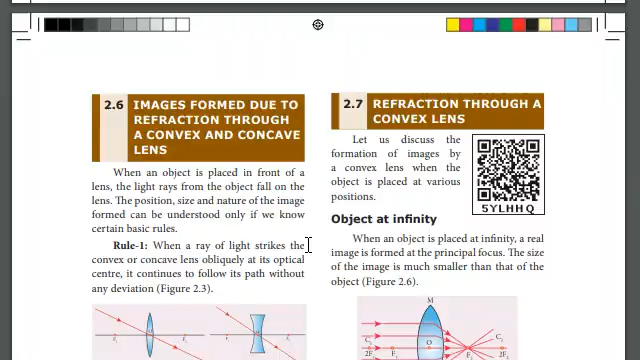 2.6 IMAGES FORMED DUE TO
REFRACTION THROUGH
A CONVEX AND CONCAVE
LENS
When an object is placed in front of a
lens, the light rays from the object fall on the
lens. The position, size and nature of the image
formed can be understood only if we know
certain basic rules.
Rule-1: When a ray of light strikes the
convex or concave lens obliquely at its optical
centre, it continues to follow its path without
any deviation (Figure 2.3).
2.7 REFRACTION THROUGH A
CONVEX LENS
Let us discuss the
formation of images by
a convex lens when the
object is placed at various
positions.
5YLHHQ
Object at infinity
When an object is placed at infinity, a real
image is formed at the principal focus. The size
of the image is much smaller than that of the
object (Figure 2.6).
M
O